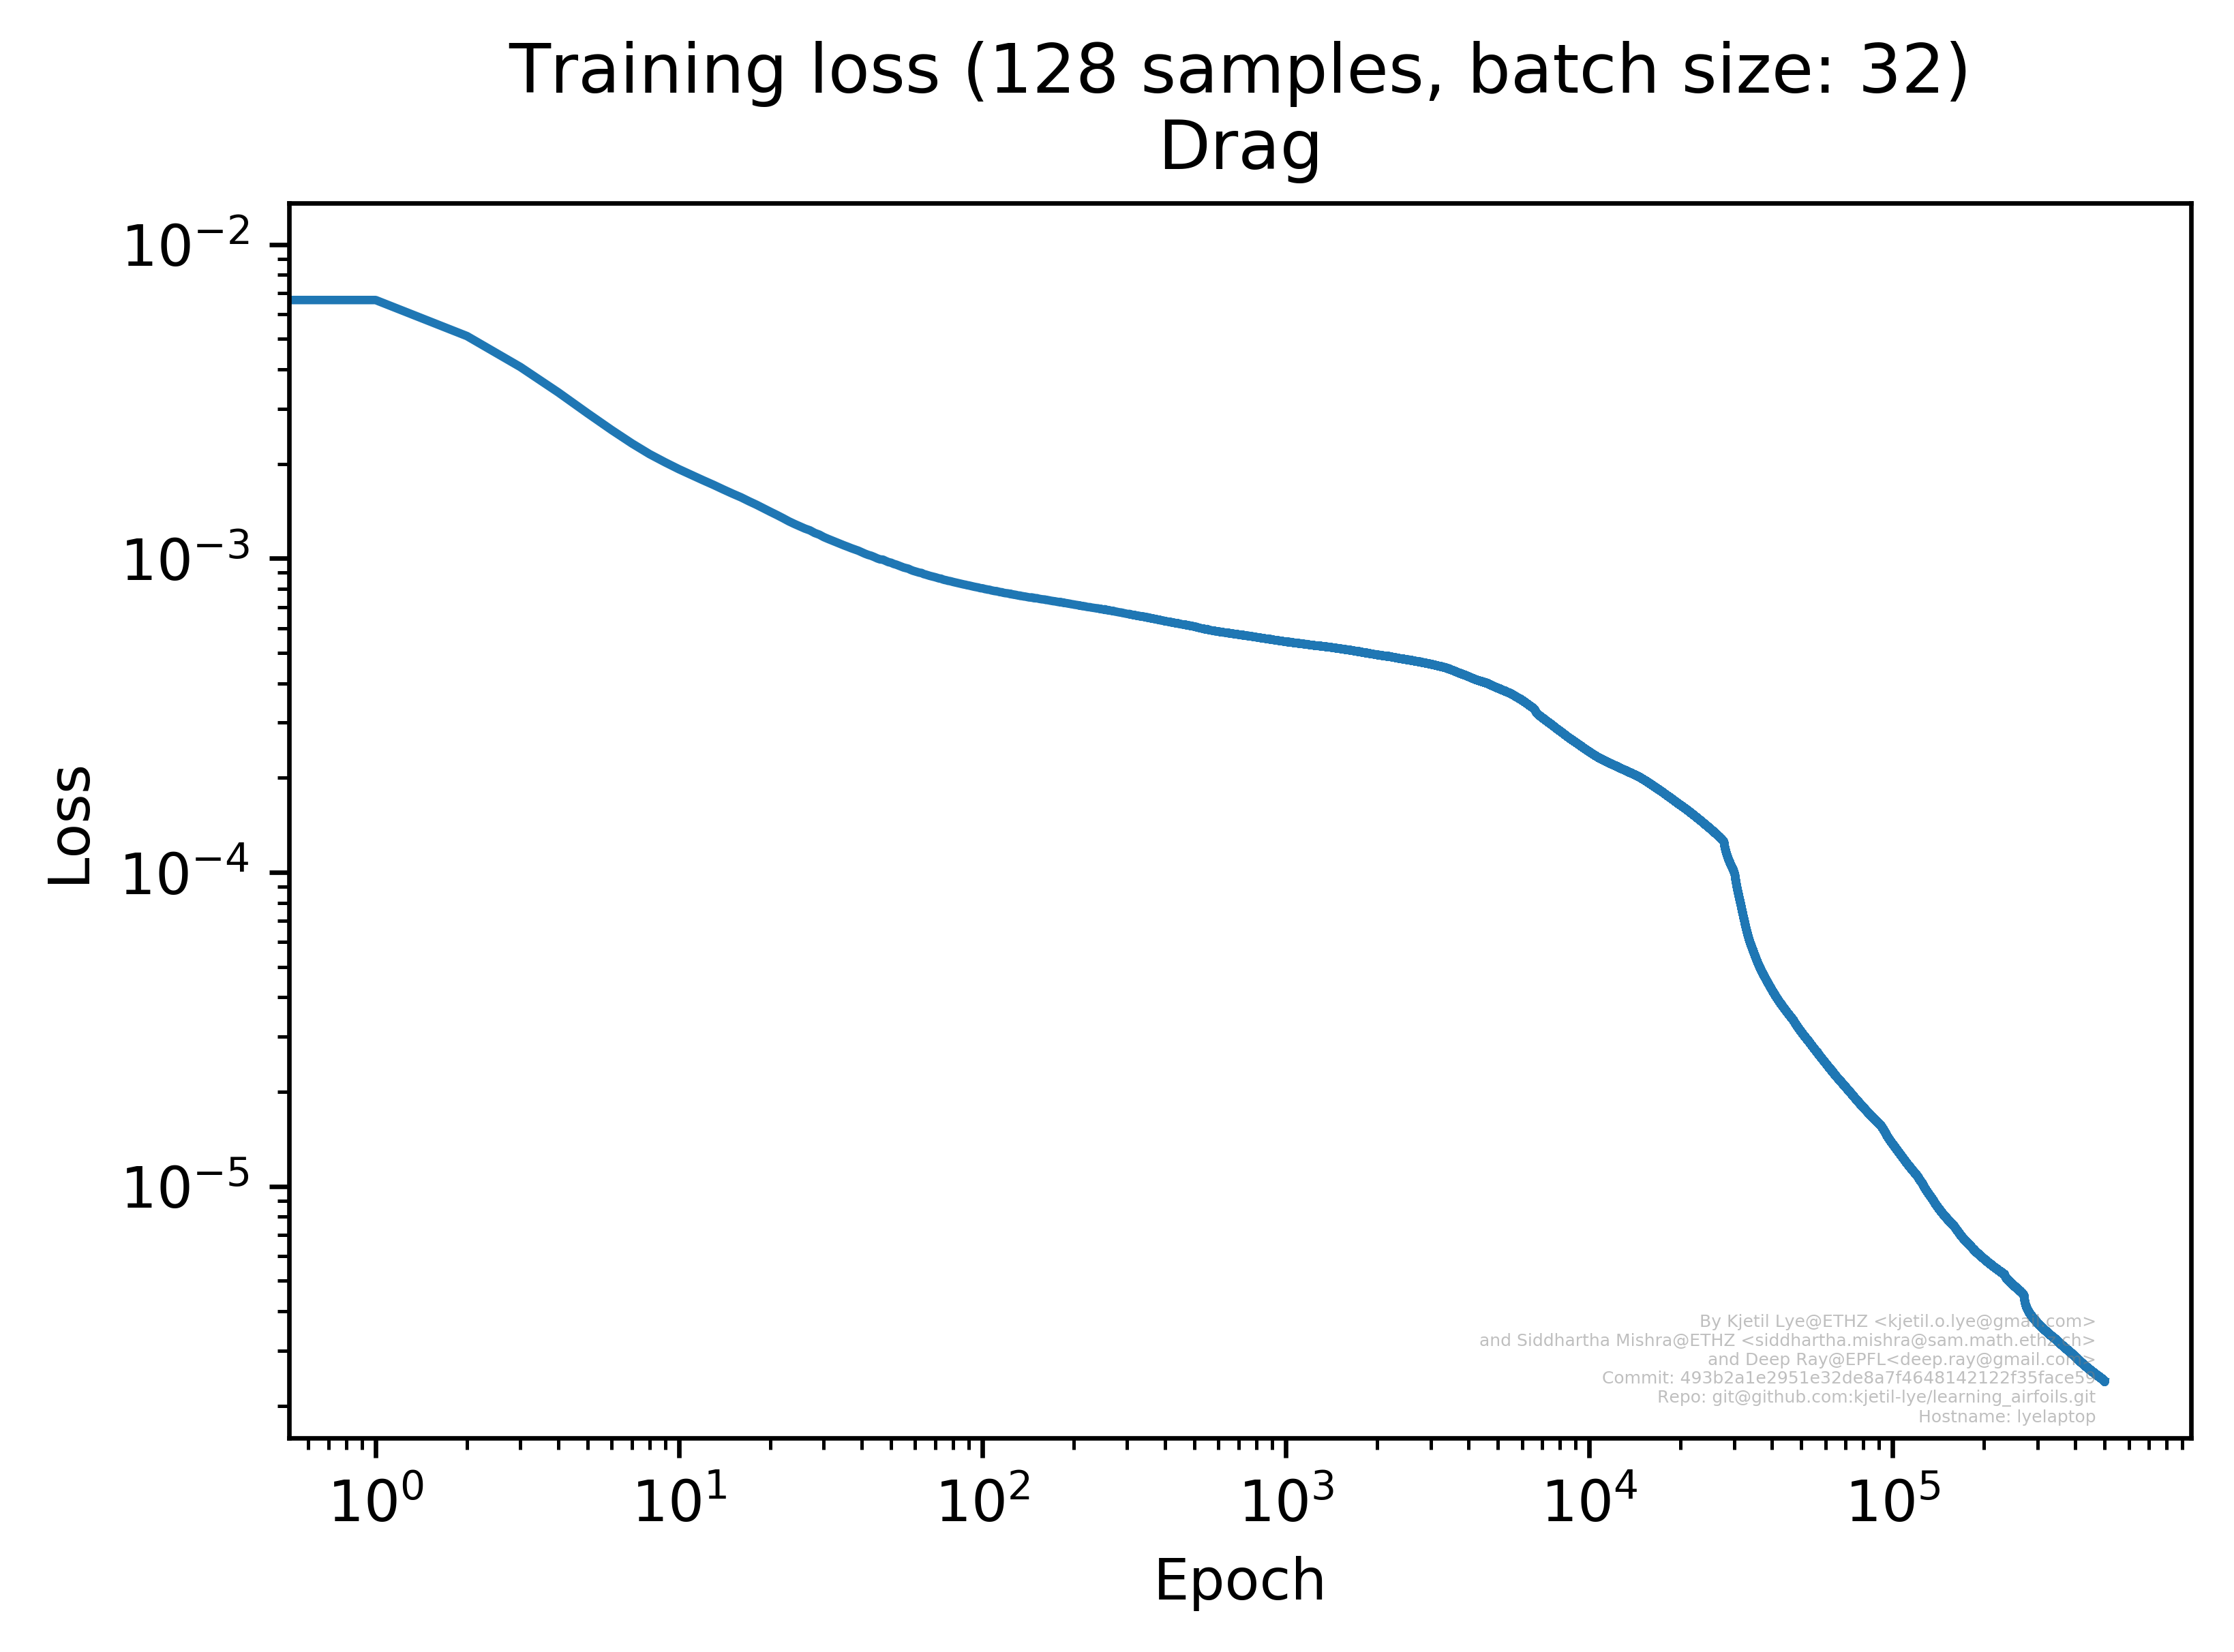 Training loss (128 samples, batch size: 32)
Drag
10⁻²
10⁻³
10⁻⁴
10⁻⁵
Loss
By Kjetil Lye@ETHZ <kjetil.o.lye@gmail.com>
and Siddhartha Mishra@ETHZ <siddhartha.mishra@sam.math.ethz.ch>
and Deep Ray@EPFL<deep.ray@gmail.com>
Commit: 493b2a1e2951e32de8a7f4648142122f35face59
Repo: git@github.com:kjetil-lye/learning_airfoils.git
Hostname: lyelaptop
10⁰ 10¹ 10² 10³ 10⁴ 10⁵
Epoch